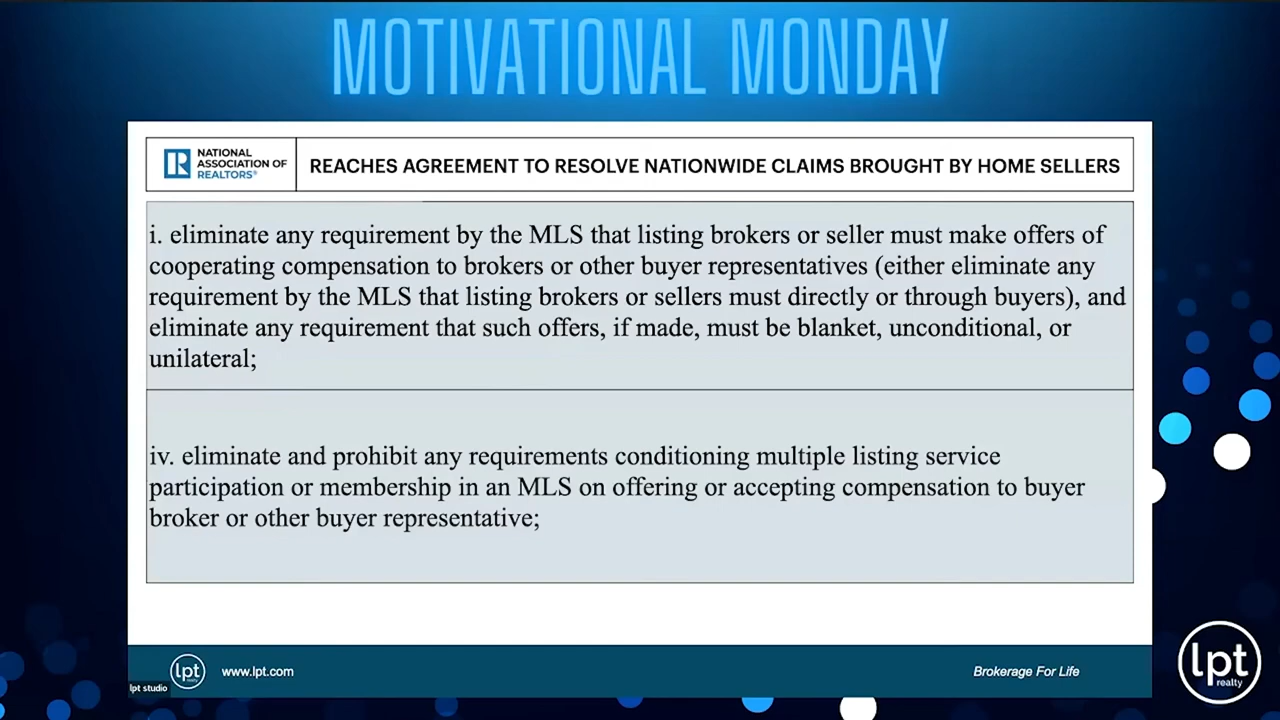 MOTIVATIONAL MONDAY
NATIONAL
ASSOCIATION OF
REALTORS®
REACHES AGREEMENT TO RESOLVE NATIONWIDE CLAIMS BROUGHT BY HOME SELLERS
i. eliminate any requirement by the MLS that listing brokers or seller must make offers of
cooperating compensation to brokers or other buyer representatives (either eliminate any
requirement by the MLS that listing brokers or sellers must directly or through buyers), and
eliminate any requirement that such offers, if made, must be blanket, unconditional, or
unilateral;
iv. eliminate and prohibit any requirements conditioning multiple listing service
participation or membership in an MLS on offering or accepting compensation to buyer
broker or other buyer representative;
lpt
www.lpt.com
Brokerage For Life
lpt studio
lpt
realty